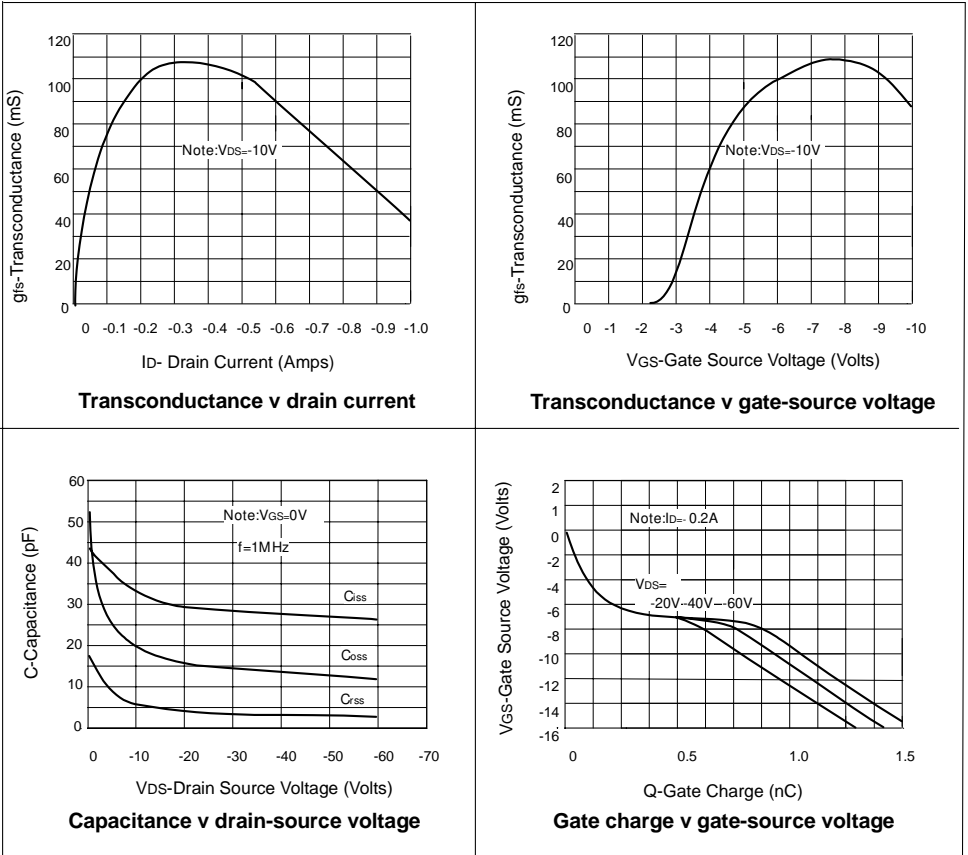 120
100
80
60
40
20
0
gfs-Transconductance (mS)
Note:VDS=-10V
0 -0.1 -0.2 -0.3 -0.4 -0.5 -0.6 -0.7 -0.8 -0.9 -1.0
ID- Drain Current (Amps)
Transconductance v drain current
120
100
80
60
40
20
0
gfs-Transconductance (mS)
Note:VDS=-10V
0 -1 -2 -3 -4 -5 -6 -7 -8 -9 -10
VGS-Gate Source Voltage (Volts)
Transconductance v gate-source voltage
60
50
40
30
20
10
0
C-Capacitance (pF)
Note:VGS=0V
f=1MHz
Ciss
Coss
Crss
0 -10 -20 -30 -40 -50 -60 -70
VDS-Drain Source Voltage (Volts)
Capacitance v drain-source voltage
2
1
0
-2
-4
-6
-8
-10
-12
-14
-16
VGS-Gate Source Voltage (Volts)
Note:ID=- 0.2A
VDS=
-20V -40V -60V
0 0.5 1.0 1.5
Q-Gate Charge (nC)
Gate charge v gate-source voltage